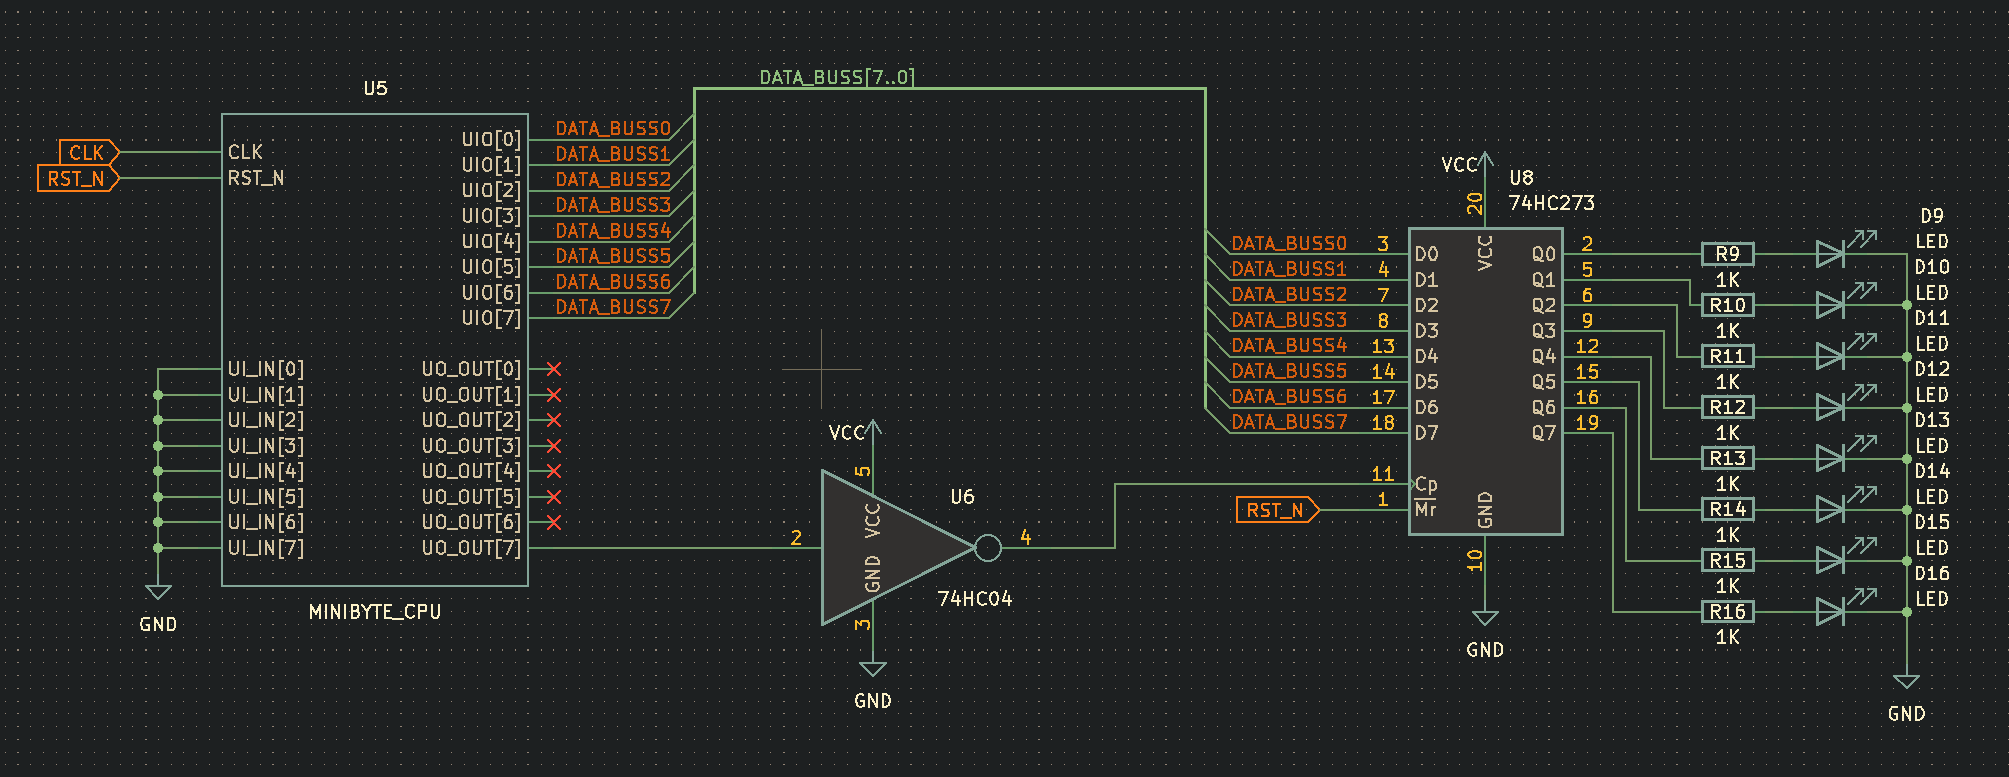 DATA_BUSS[7..0]
U5
CLK
RST_N
CLK
RST_N
UIO[0]
UIO[1]
UIO[2]
UIO[3]
UIO[4]
UIO[5]
UIO[6]
UIO[7]
DATA_BUSS0
DATA_BUSS1
DATA_BUSS2
DATA_BUSS3
DATA_BUSS4
DATA_BUSS5
DATA_BUSS6
DATA_BUSS7
UI_IN[0]
UI_IN[1]
UI_IN[2]
UI_IN[3]
UI_IN[4]
UI_IN[5]
UI_IN[6]
UI_IN[7]
UO_OUT[0]
UO_OUT[1]
UO_OUT[2]
UO_OUT[3]
UO_OUT[4]
UO_OUT[5]
UO_OUT[6]
UO_OUT[7]
MINIBYTE_CPU
GND
VCC
5
VCC
U6
2
4
GND
74HC04
3
GND
VCC
20
U8
74HC273
DATA_BUSS0 3 D0
DATA_BUSS1 4 D1
DATA_BUSS2 7 D2
DATA_BUSS3 8 D3
DATA_BUSS4 13 D4
DATA_BUSS5 14 D5
DATA_BUSS6 17 D6
DATA_BUSS7 18 D7
11 Cp
RST_N 1 Mr
VCC
GND
10
GND
Q0 2
Q1 5
Q2 6
Q3 9
Q4 12
Q5 15
Q6 16
Q7 19
R9
1K
R10
1K
R11
1K
R12
1K
R13
1K
R14
1K
R15
1K
R16
1K
D9
LED
D10
LED
D11
LED
D12
LED
D13
LED
D14
LED
D15
LED
D16
LED
GND